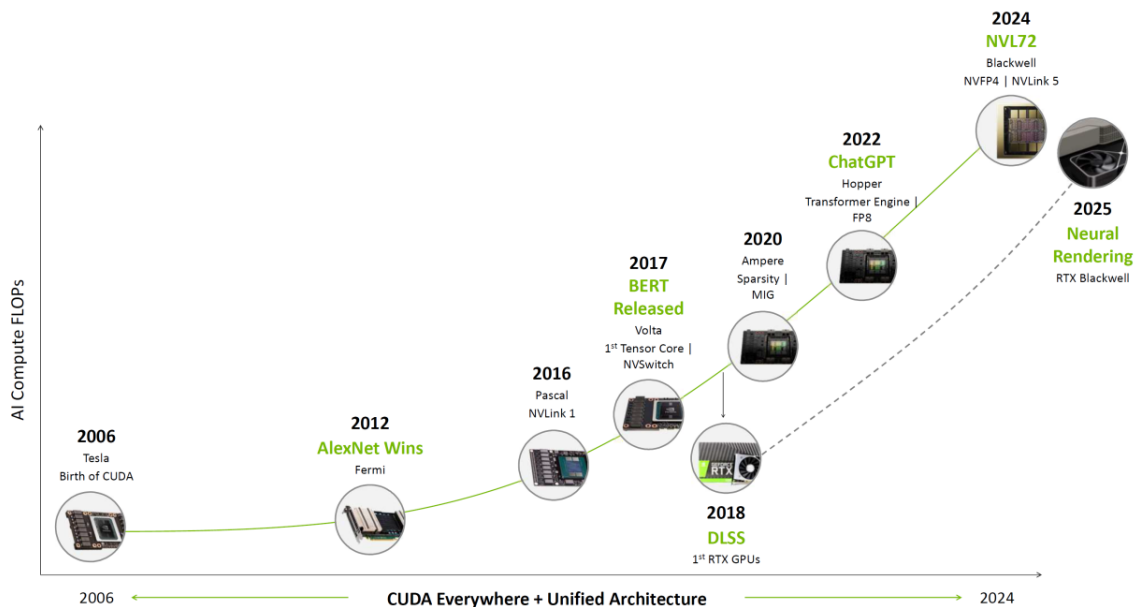 2024
NVL72
Blackwell
NVFP4 | NVLink 5
2022
ChatGPT
Hopper
Transformer Engine |
FP8
2025
Neural
Rendering
RTX Blackwell
2020
Ampere
Sparsity |
MIG
2017
BERT
Released
Volta
1st Tensor Core |
NVSwitch
2016
Pascal
NVLink 1
2012
AlexNet Wins
Fermi
2006
Tesla
Birth of CUDA
RTX
2018
DLSS
1st RTX GPUs
AI Compute FLOPs
2006
CUDA Everywhere + Unified Architecture
2024